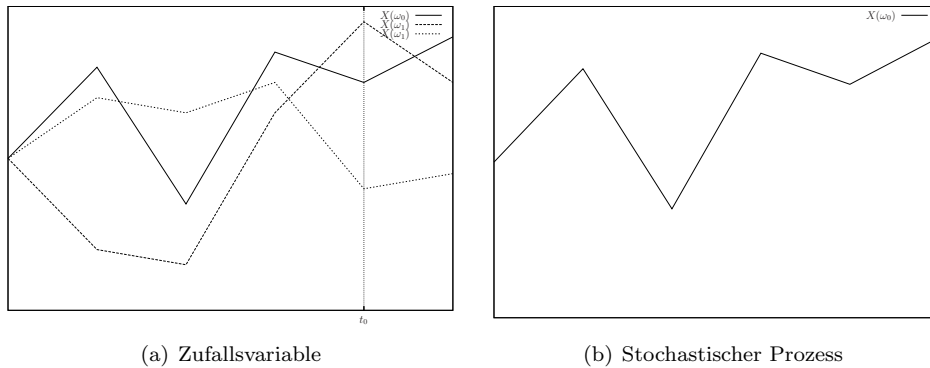 X(ω₀)
X(ω₁)
X(ω₁)
t₀
(a) Zufallsvariable
X(ω₀)
(b) Stochastischer Prozess